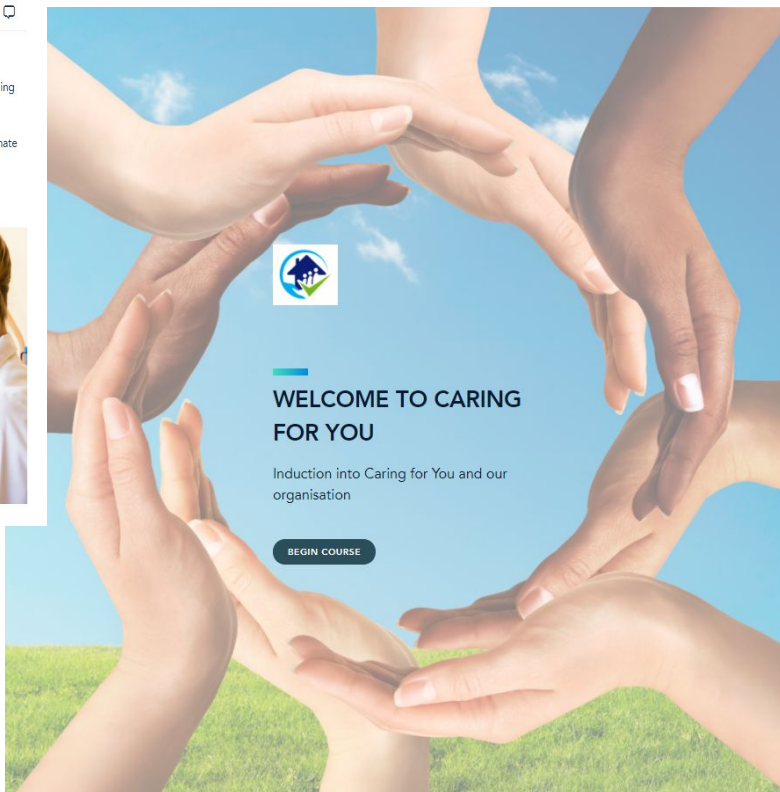 WELCOME TO CARING
FOR YOU
Induction into Caring for You and our
organisation
BEGIN COURSE